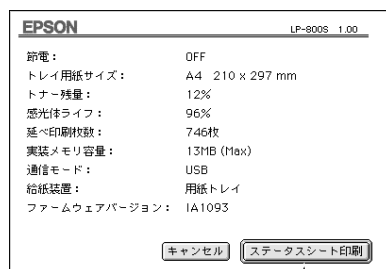 EPSON LP-800S 1.00
節電： OFF
トレイ用紙サイズ： A4 210 x 297 mm
トナー残量： 12%
感光体ライフ： 96%
延べ印刷枚数： 746枚
実装メモリ容量： 13MB (Max)
通信モード： USB
給紙装置： 用紙トレイ
ファームウェアバージョン： IA1093
キャンセル ステータスシート印刷